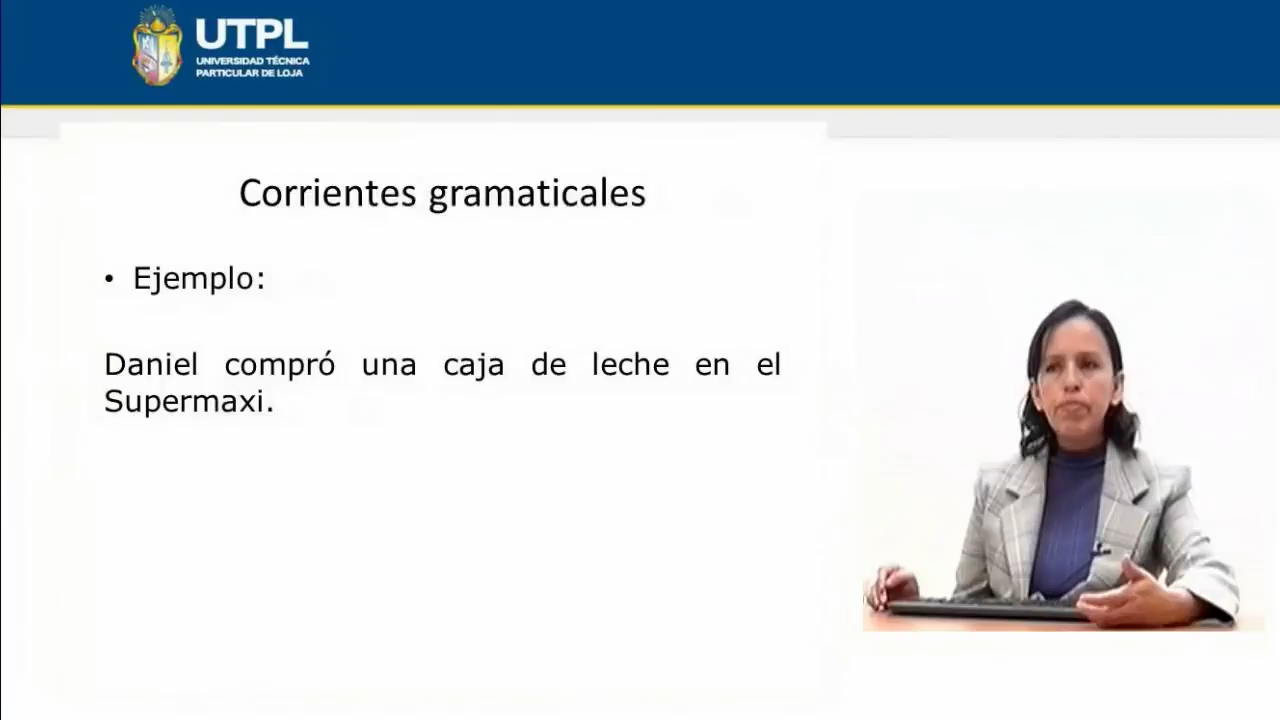 UTPL
UNIVERSIDAD TÉCNICA
PARTICULAR DE LOJA
Corrientes gramaticales
• Ejemplo:
Daniel compró una caja de leche en el
Supermaxi.